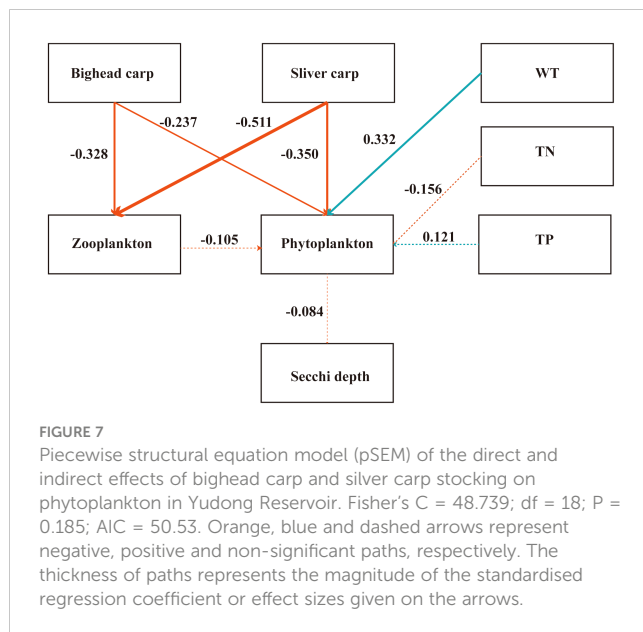 Bighead carp
Sliver carp
WT
-0.237
-0.511
-0.328
-0.350
0.332
TN
-0.156
Zooplankton
-0.105
Phytoplankton
0.121
TP
-0.084
Secchi depth
FIGURE 7
Piecewise structural equation model (pSEM) of the direct and
indirect effects of bighead carp and silver carp stocking on
phytoplankton in Yudong Reservoir. Fisher's C = 48.739; df = 18; P =
0.185; AIC = 50.53. Orange, blue and dashed arrows represent
negative, positive and non-significant paths, respectively. The
thickness of paths represents the magnitude of the standardised
regression coefficient or effect sizes given on the arrows.